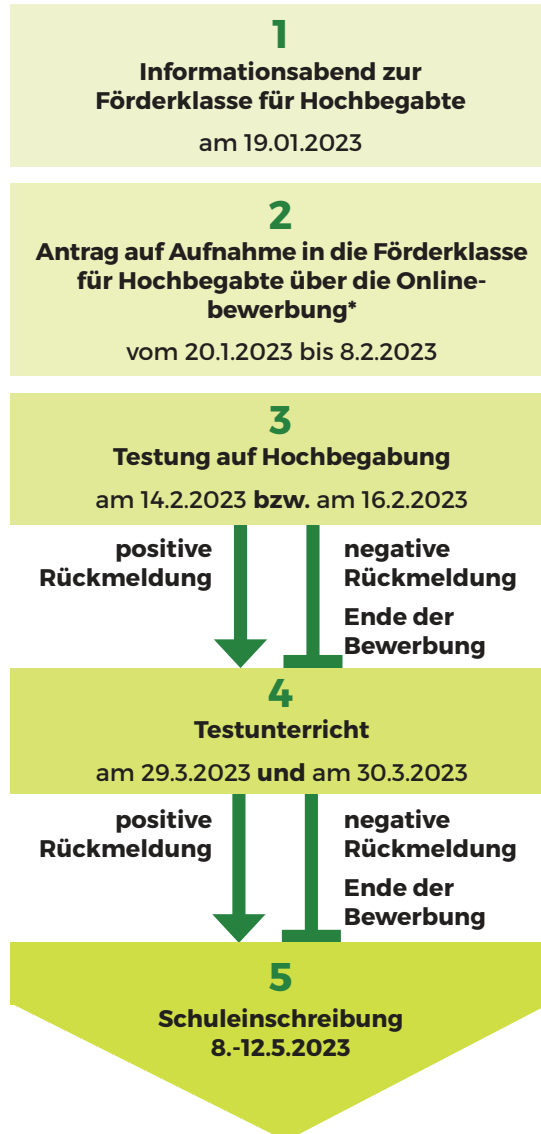 1
Informationsabend zur
Förderklasse für Hochbegabte
am 19.01.2023
2
Antrag auf Aufnahme in die Förderklasse
für Hochbegabte über die Online-
bewerbung*
vom 20.1.2023 bis 8.2.2023
3
Testung auf Hochbegabung
am 14.2.2023 bzw. am 16.2.2023
positive
Rückmeldung
negative
Rückmeldung
Ende der
Bewerbung
4
Testunterricht
am 29.3.2023 und am 30.3.2023
positive
Rückmeldung
negative
Rückmeldung
Ende der
Bewerbung
5
Schuleinschreibung
8.-12.5.2023